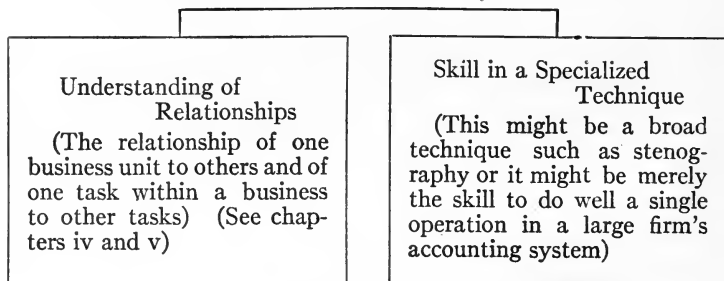 Understanding of
Relationships
(The relationship of one
business unit to others and of
one task within a business
to other tasks) (See chap-
ters iv and v)
Skill in a Specialized
Technique
(This might be a broad
technique such as stenog-
raphy or it might be merely
the skill to do well a single
operation in a large firm's
accounting system)